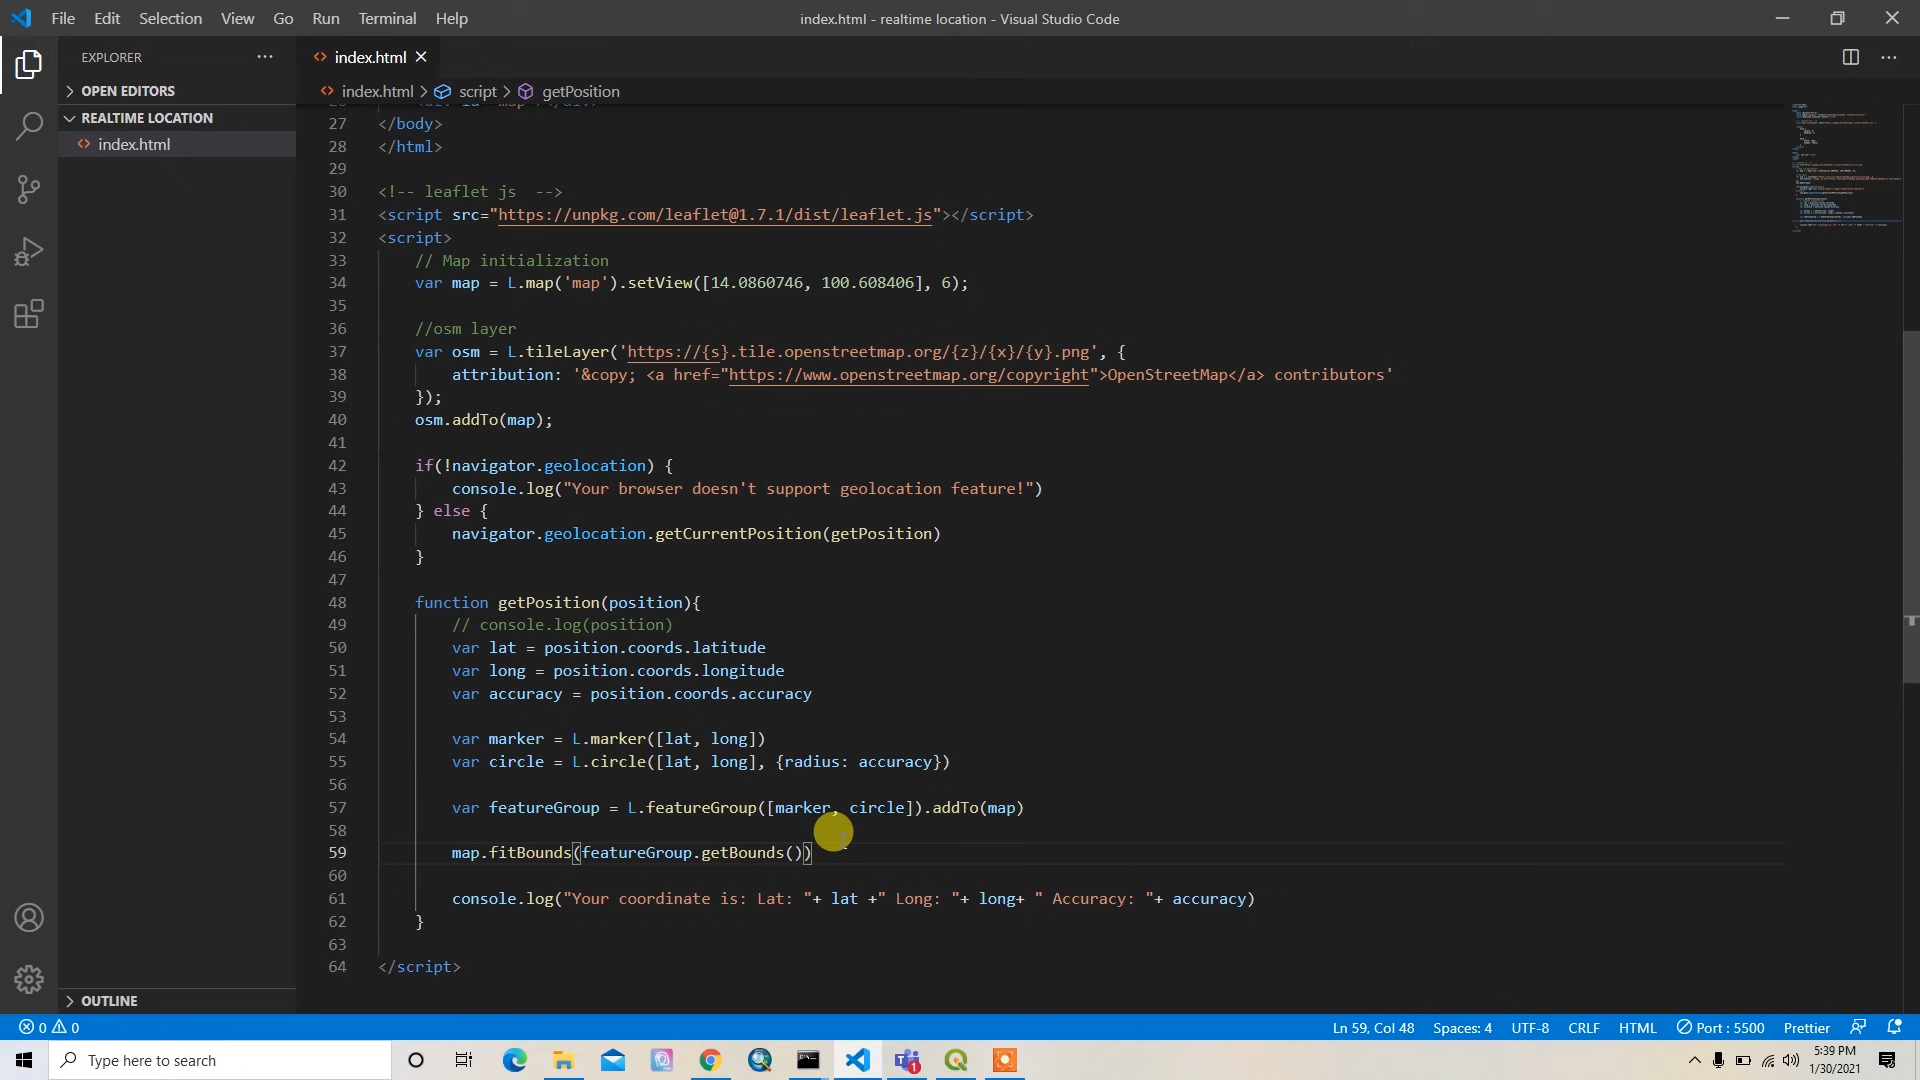 File Edit Selection View Go Run Terminal Help
index.html - realtime location - Visual Studio Code
EXPLORER
index.html
OPEN EDITORS
REALTIME LOCATION
index.html
index.html > script > getPosition
27 </body>
28 </html>
29
30 <!-- leaflet js  -->
31 <script src="https://unpkg.com/leaflet@1.7.1/dist/leaflet.js"></script>
32 <script>
33     // Map initialization
34     var map = L.map('map').setView([14.0860746, 100.608406], 6);
35
36     //osm layer
37     var osm = L.tileLayer('https://{s}.tile.openstreetmap.org/{z}/{x}/{y}.png', {
38         attribution: '&copy; <a href="https://www.openstreetmap.org/copyright">OpenStreetMap</a> contributors'
39     });
40     osm.addTo(map);
41
42     if(!navigator.geolocation) {
43         console.log("Your browser doesn't support geolocation feature!")
44     } else {
45         navigator.geolocation.getCurrentPosition(getPosition)
46     }
47
48     function getPosition(position){
49         // console.log(position)
50         var lat = position.coords.latitude
51         var long = position.coords.longitude
52         var accuracy = position.coords.accuracy
53
54         var marker = L.marker([lat, long])
55         var circle = L.circle([lat, long], {radius: accuracy})
56
57         var featureGroup = L.featureGroup([marker, circle]).addTo(map)
58
59         map.fitBounds(featureGroup.getBounds())
60
61         console.log("Your coordinate is: Lat: "+ lat +" Long: "+ long+ " Accuracy: "+ accuracy)
62     }
63
64 </script>
OUTLINE
0 0
Ln 59, Col 48 Spaces: 4 UTF-8 CRLF HTML Port : 5500 Prettier
Type here to search
1
5:39 PM
1/30/2021